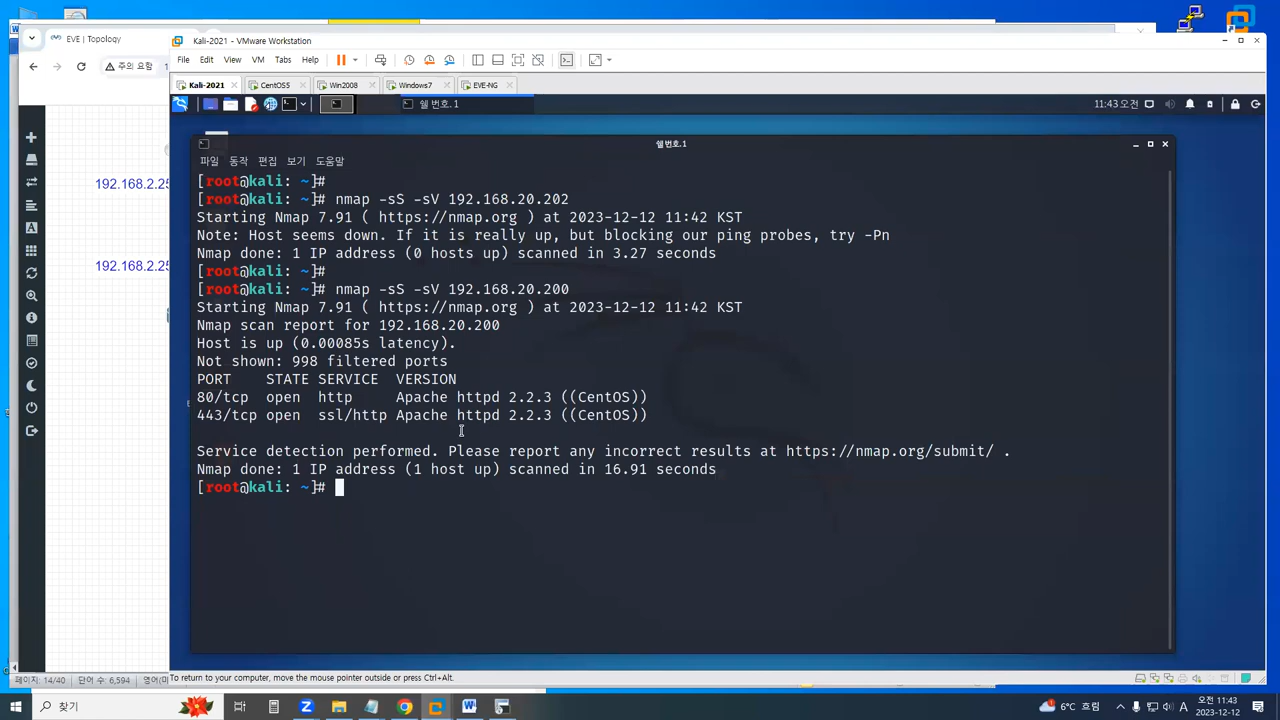 EVE | Topology
Kali-2021 - VMware Workstation
File Edit View VM Tabs Help
주의 요함
Kali-2021 CentOS5 Win2008 Windows7 EVE-NG
쉘 번호. 1
11:43 오전
쉘번호.1
파일 동작 편집 보기 도움말
192.168.2.25
192.168.2.25
[root@kali: ~]#
[root@kali: ~]# nmap -sS -sV 192.168.20.202
Starting Nmap 7.91 ( https://nmap.org ) at 2023-12-12 11:42 KST
Note: Host seems down. If it is really up, but blocking our ping probes, try -Pn
Nmap done: 1 IP address (0 hosts up) scanned in 3.27 seconds
[root@kali: ~]#
[root@kali: ~]# nmap -sS -sV 192.168.20.200
Starting Nmap 7.91 ( https://nmap.org ) at 2023-12-12 11:42 KST
Nmap scan report for 192.168.20.200
Host is up (0.00085s latency).
Not shown: 998 filtered ports
PORT STATE SERVICE VERSION
80/tcp open http Apache httpd 2.2.3 ((CentOS))
443/tcp open ssl/http Apache httpd 2.2.3 ((CentOS))
Service detection performed. Please report any incorrect results at https://nmap.org/submit/ .
Nmap done: 1 IP address (1 host up) scanned in 16.91 seconds
[root@kali: ~]#
To return to your computer, move the mouse pointer outside or press Ctrl+Alt.
페이지: 14/40 단어 수: 6,594 영어(미
찾기
6°C 흐림
A
오전 11:43
2023-12-12